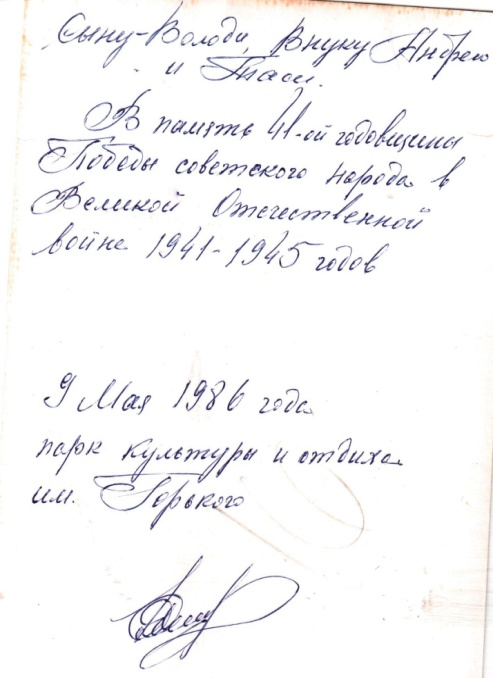 Сыну-Володи, Внуку Андрею
и Таси.
В память 41-ой годовщины
Победы советского народа в
Великой Отечественной
войне 1941-1945 годов
9 Мая 1986 года
парк культуры и отдыха
им. Горького